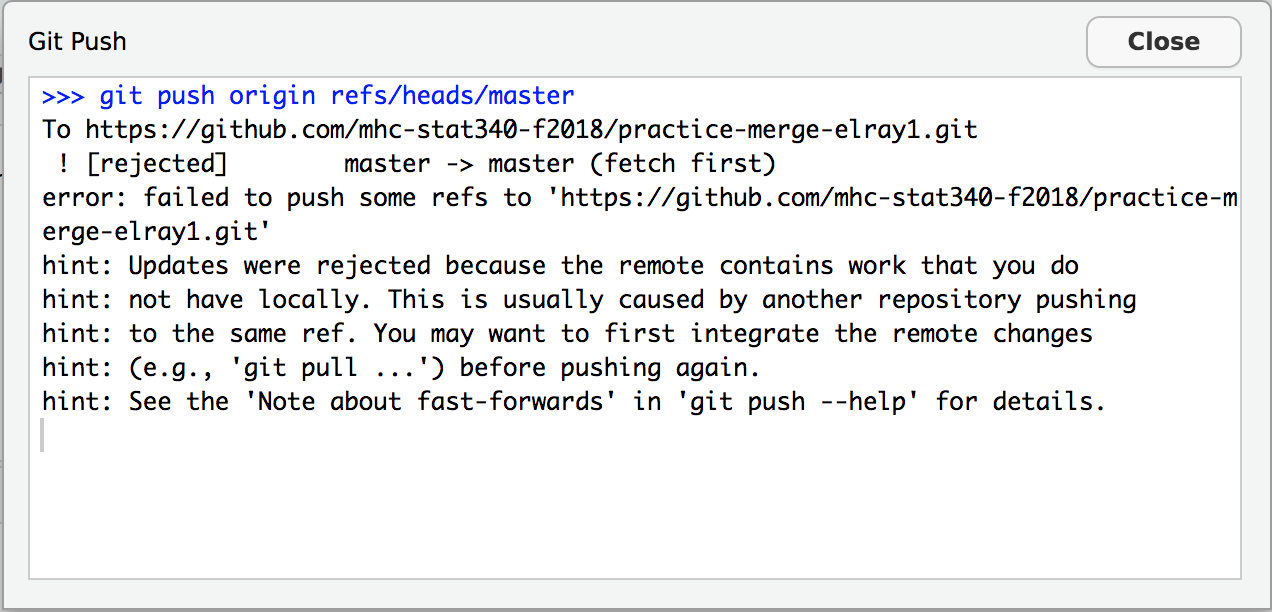 Git Push
Close
>>> git push origin refs/heads/master
To https://github.com/mhc-stat340-f2018/practice-merge-elray1.git
 ! [rejected]        master -> master (fetch first)
error: failed to push some refs to 'https://github.com/mhc-stat340-f2018/practice-m
erge-elray1.git'
hint: Updates were rejected because the remote contains work that you do
hint: not have locally. This is usually caused by another repository pushing
hint: to the same ref. You may want to first integrate the remote changes
hint: (e.g., 'git pull ...') before pushing again.
hint: See the 'Note about fast-forwards' in 'git push --help' for details.